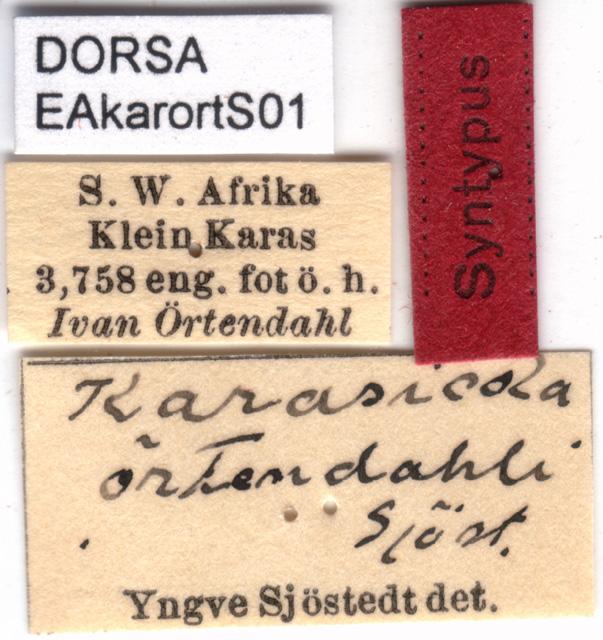 DORSA
EAkarortS01
Syntypus
S. W. Afrika
Klein Karas
3,758 eng. fot ö. h.
Ivan Örtendahl
Karasicola
örtendahli
Sjöst.
Yngve Sjöstedt det.